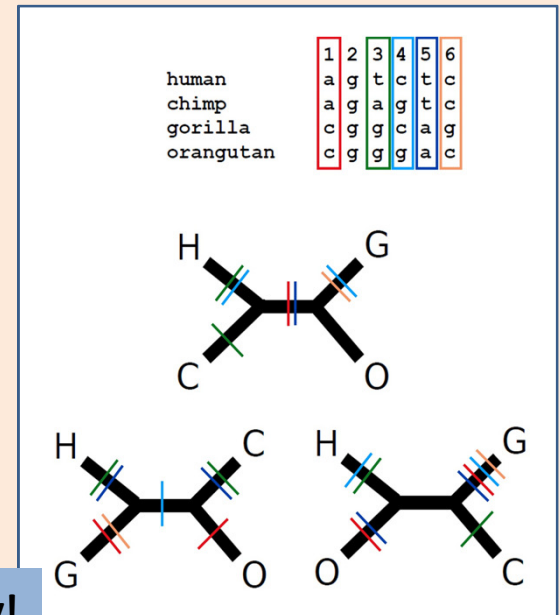 1 2 3 4 5 6
human a g t c t c
chimp a g a g t c
gorilla c g g c a g
orangutan c g g g a c
H G
C O
H C
G O
H G
O C